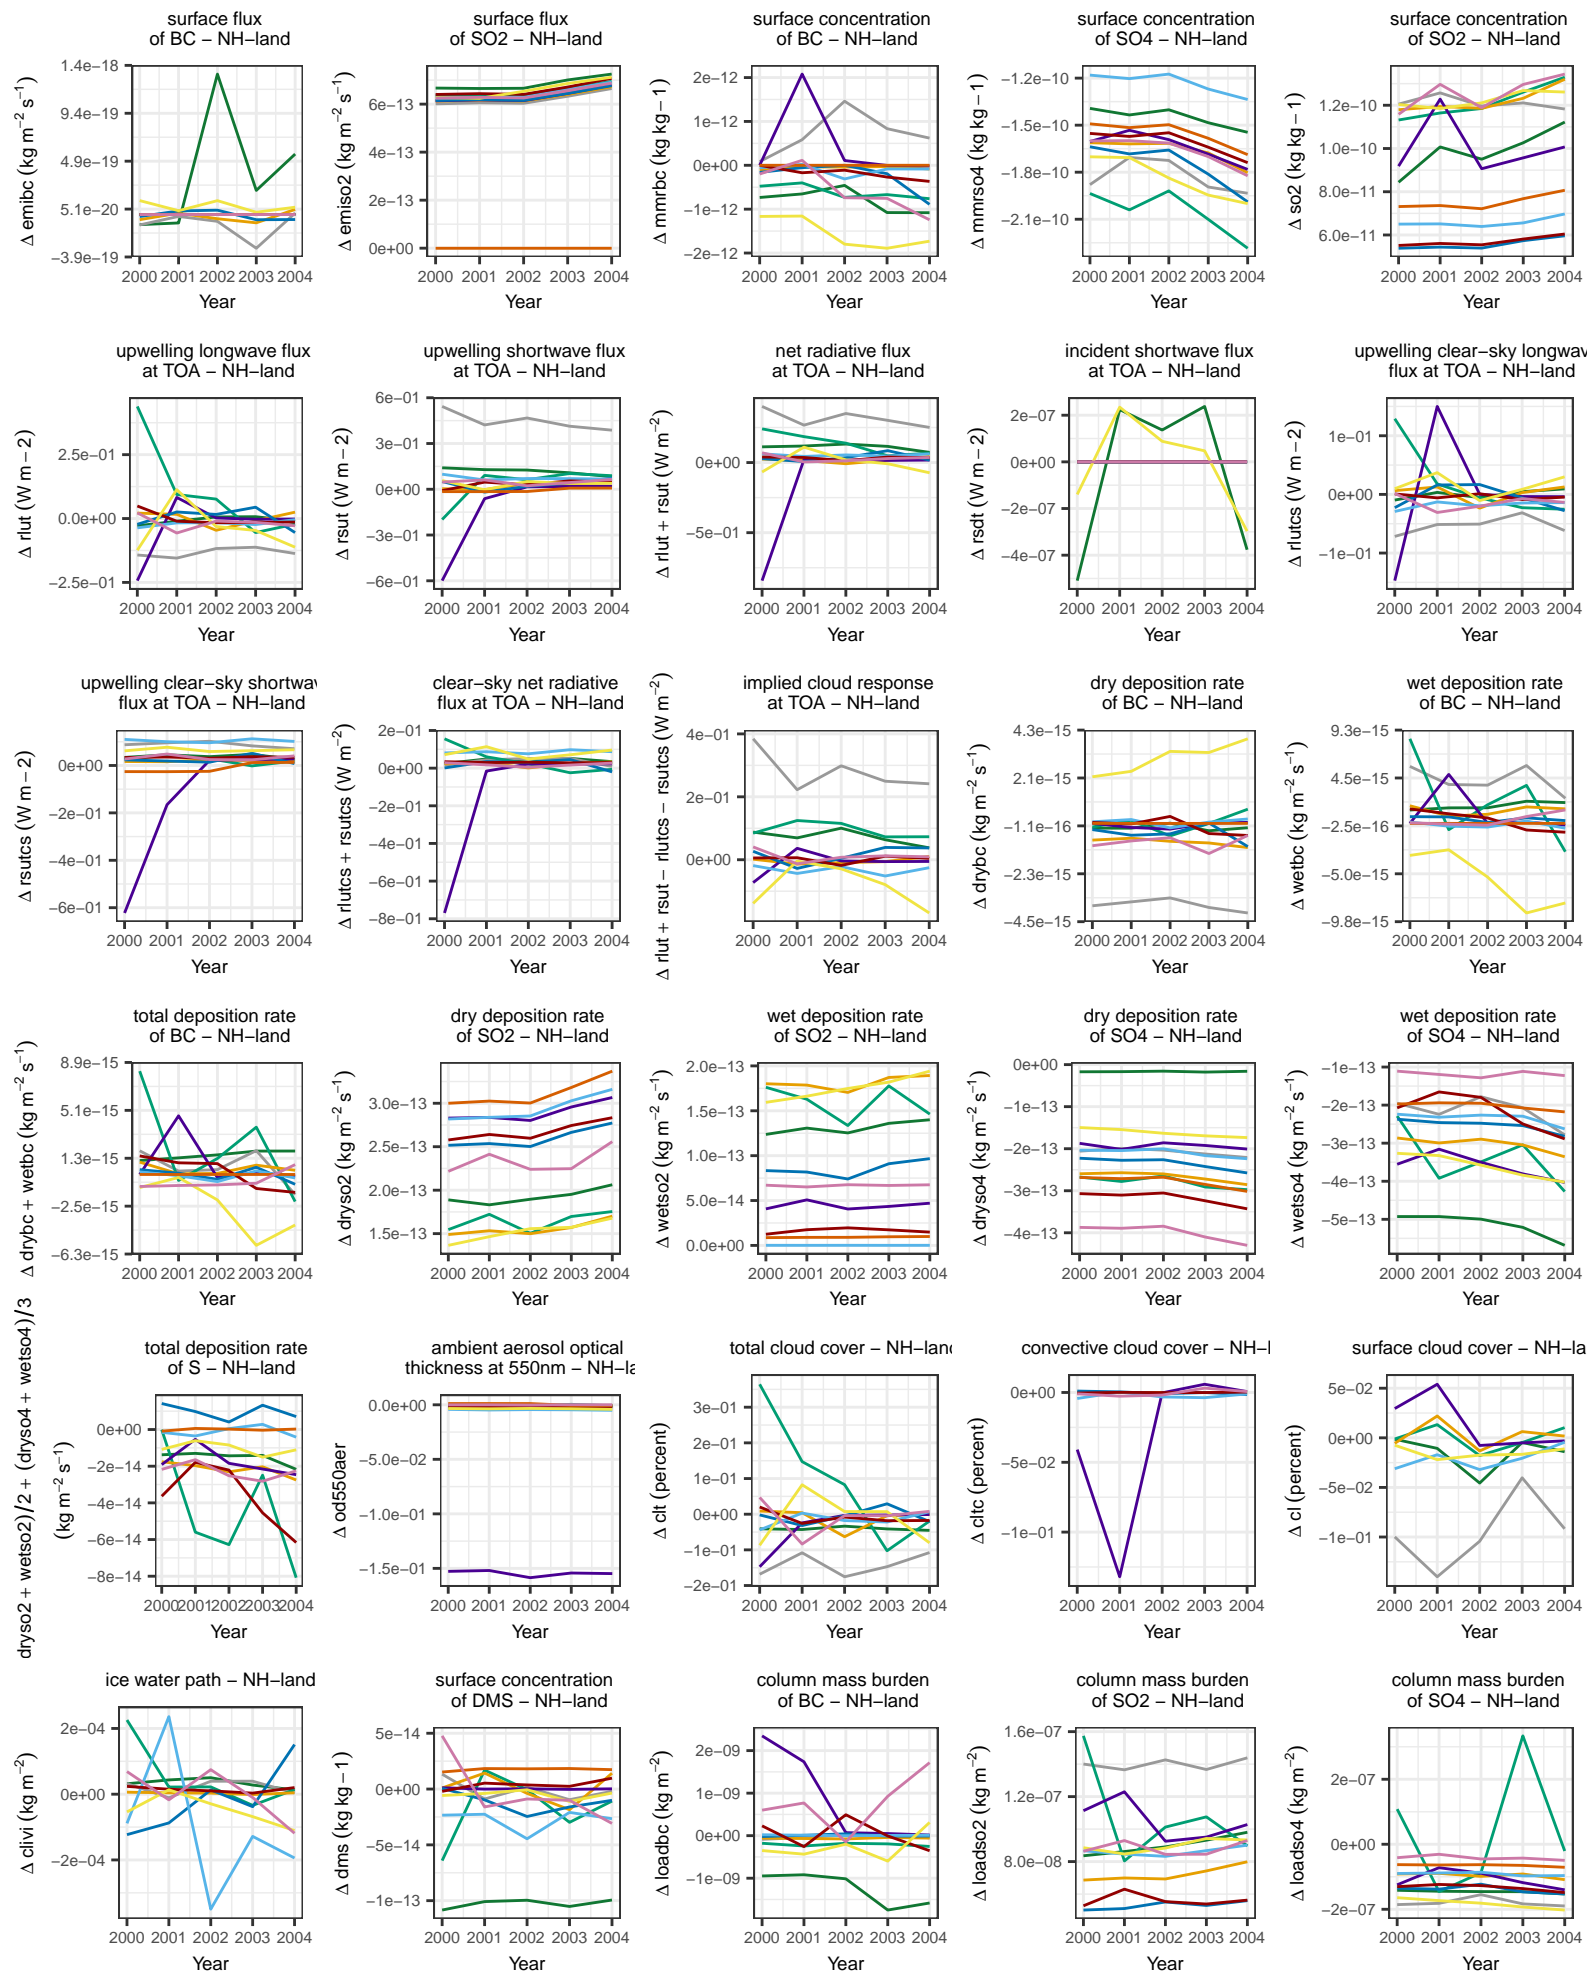 surface flux
of BC − NH−land
Δ emibc (kg m−2 s−1)
1.4e−18
9.4e−19
4.9e−19
5.1e−20
−3.9e−19
2000 2001 2002 2003 2004
Year
surface flux
of SO2 − NH−land
Δ emiso2 (kg m−2 s−1)
6e−13
4e−13
2e−13
0e+00
2000 2001 2002 2003 2004
Year
surface concentration
of BC − NH−land
Δ mmrbc (kg kg−1)
2e−12
1e−12
0e+00
−1e−12
−2e−12
2000 2001 2002 2003 2004
Year
surface concentration
of SO4 − NH−land
Δ mmrso4 (kg kg−1)
−1.2e−10
−1.5e−10
−1.8e−10
−2.1e−10
2000 2001 2002 2003 2004
Year
surface concentration
of SO2 − NH−land
Δ so2 (kg kg−1)
1.2e−10
1.0e−10
8.0e−11
6.0e−11
2000 2001 2002 2003 2004
Year
upwelling longwave flux
at TOA − NH−land
Δ rlut (W m−2)
2.5e−01
0.0e+00
−2.5e−01
2000 2001 2002 2003 2004
Year
upwelling shortwave flux
at TOA − NH−land
Δ rsut (W m−2)
6e−01
3e−01
0e+00
−3e−01
−6e−01
2000 2001 2002 2003 2004
Year
net radiative flux
at TOA − NH−land
Δ rlut + rsut (W m−2)
0e+00
−5e−01
2000 2001 2002 2003 2004
Year
incident shortwave flux
at TOA − NH−land
Δ rsdt (W m−2)
2e−07
0e+00
−2e−07
−4e−07
2000 2001 2002 2003 2004
Year
upwelling clear−sky longwav
flux at TOA − NH−land
Δ rlutcs (W m−2)
1e−01
0e+00
−1e−01
2000 2001 2002 2003 2004
Year
upwelling clear−sky shortwav
flux at TOA − NH−land
Δ rsutcs (W m−2)
0e+00
−2e−01
−4e−01
−6e−01
2000 2001 2002 2003 2004
Year
clear−sky net radiative
flux at TOA − NH−land
Δ rlutcs + rsutcs (W m−2)
2e−01
0e+00
−2e−01
−4e−01
−6e−01
−8e−01
2000 2001 2002 2003 2004
Year
implied cloud response
at TOA − NH−land
Δ rlut + rsut − rlutcs − rsutcs (W m−2)
4e−01
2e−01
0e+00
2000 2001 2002 2003 2004
Year
dry deposition rate
of BC − NH−land
Δ drybc (kg m−2 s−1)
4.3e−15
2.1e−15
−1.1e−16
−2.3e−15
−4.5e−15
2000 2001 2002 2003 2004
Year
wet deposition rate
of BC − NH−land
Δ wetbc (kg m−2 s−1)
9.3e−15
4.5e−15
−2.5e−16
−5.0e−15
−9.8e−15
2000 2001 2002 2003 2004
Year
total deposition rate
of BC − NH−land
Δ drybc + wetbc (kg m−2 s−1)
8.9e−15
5.1e−15
1.3e−15
−2.5e−15
−6.3e−15
2000 2001 2002 2003 2004
Year
dry deposition rate
of SO2 − NH−land
Δ dryso2 (kg m−2 s−1)
3.0e−13
2.5e−13
2.0e−13
1.5e−13
2000 2001 2002 2003 2004
Year
wet deposition rate
of SO2 − NH−land
Δ wetso2 (kg m−2 s−1)
2.0e−13
1.5e−13
1.0e−13
5.0e−14
0.0e+00
2000 2001 2002 2003 2004
Year
dry deposition rate
of SO4 − NH−land
Δ dryso4 (kg m−2 s−1)
0e+00
−1e−13
−2e−13
−3e−13
−4e−13
2000 2001 2002 2003 2004
Year
wet deposition rate
of SO4 − NH−land
Δ wetso4 (kg m−2 s−1)
−1e−13
−2e−13
−3e−13
−4e−13
−5e−13
2000 2001 2002 2003 2004
Year
total deposition rate
of S − NH−land
dryso2 + wetso2)/2 + (dryso4 + wetso4)/3
(kg m−2 s−1)
0e+00
−2e−14
−4e−14
−6e−14
−8e−14
2000 2001 2002 2003 2004
Year
ambient aerosol optical
thickness at 550nm − NH−la
Δ od550aer
0.0e+00
−5.0e−02
−1.0e−01
−1.5e−01
2000 2001 2002 2003 2004
Year
total cloud cover − NH−land
Δ clt (percent)
3e−01
2e−01
1e−01
0e+00
−1e−01
−2e−01
2000 2001 2002 2003 2004
Year
convective cloud cover − NH−l
Δ cltc (percent)
0e+00
−5e−02
−1e−01
2000 2001 2002 2003 2004
Year
surface cloud cover − NH−la
Δ cl (percent)
5e−02
0e+00
−5e−02
−1e−01
2000 2001 2002 2003 2004
Year
ice water path − NH−land
Δ clivi (kg m−2)
2e−04
0e+00
−2e−04
2000 2001 2002 2003 2004
Year
surface concentration
of DMS − NH−land
Δ dms (kg kg−1)
5e−14
0e+00
−5e−14
−1e−13
2000 2001 2002 2003 2004
Year
column mass burden
of BC − NH−land
Δ loadbc (kg m−2)
2e−09
1e−09
0e+00
−1e−09
2000 2001 2002 2003 2004
Year
column mass burden
of SO2 − NH−land
Δ loadso2 (kg m−2)
1.6e−07
1.2e−07
8.0e−08
2000 2001 2002 2003 2004
Year
column mass burden
of SO4 − NH−land
Δ loadso4 (kg m−2)
2e−07
0e+00
−2e−07
2000 2001 2002 2003 2004
Year